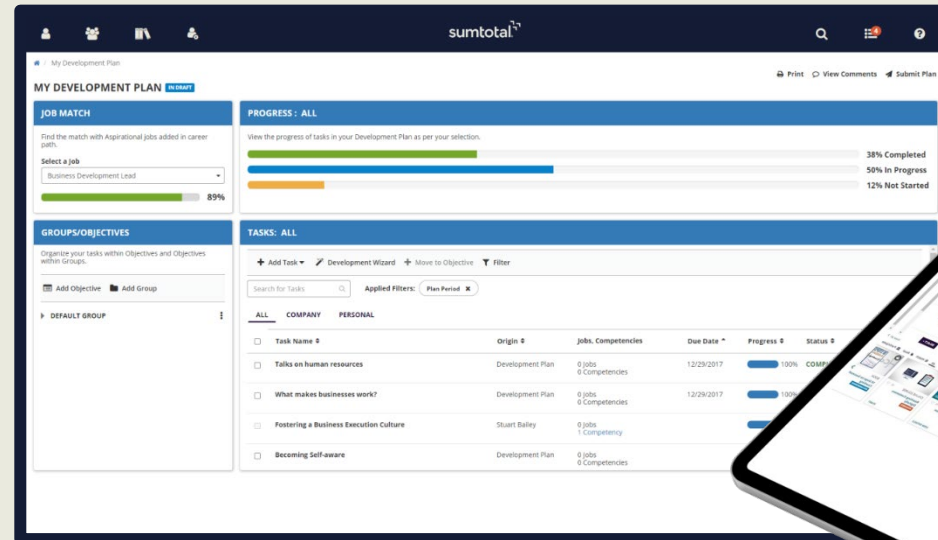 sumtotal
4
/ My Development Plan
Print View Comments Submit Plan
MY DEVELOPMENT PLAN IN DRAFT
JOB MATCH
Find the match with Aspirational jobs added in career
path.
Select a Job
Business Development Lead
89%
PROGRESS : ALL
View the progress of tasks in your Development Plan as per your selection.
38% Completed
50% In Progress
12% Not Started
GROUPS/OBJECTIVES
Organize your tasks within Objectives and Objectives
within Groups.
Add Objective Add Group
DEFAULT GROUP
TASKS: ALL
Add Task Development Wizard Move to Objective Filter
Search for Tasks Applied Filters: Plan Period
ALL COMPANY PERSONAL
Task Name Origin Jobs, Competencies Due Date Progress Status
Talks on human resources Development Plan 0 Jobs 12/29/2017 100%
0 Competencies
What makes businesses work? Development Plan 0 Jobs 12/29/2017
0 Competencies
Fostering a Business Execution Culture Stuart Bailey 0 Jobs
1 Competency
Becoming Self-aware Development Plan 0 Jobs
0 Competencies